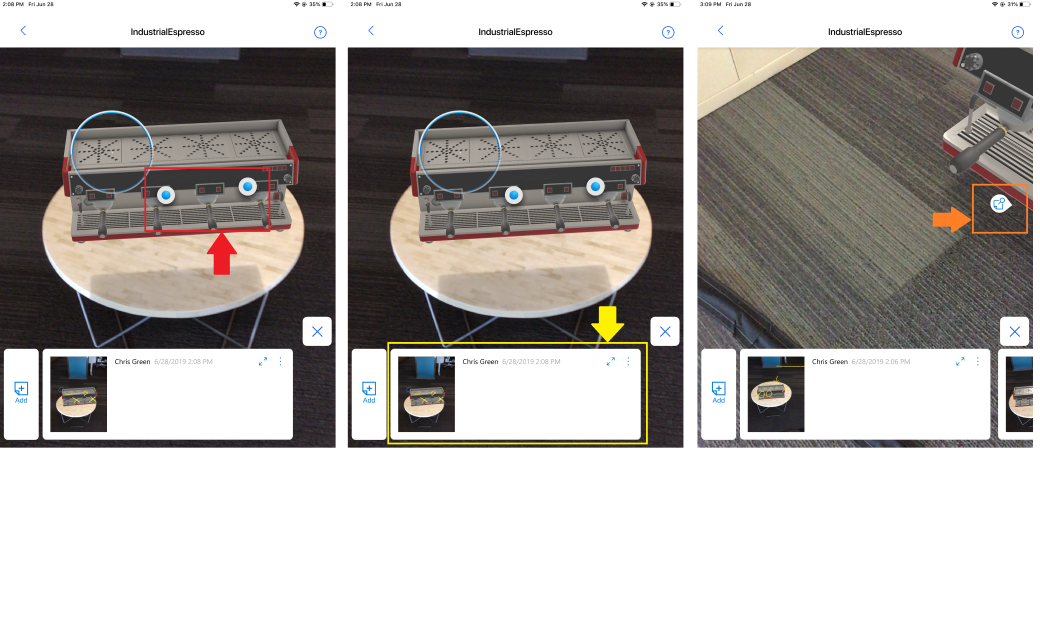 2:08 PM Fri Jun 28
35%
IndustrialEspresso
?
Add
Chris Green 6/28/2019 2:08 PM
2:08 PM Fri Jun 28
35%
IndustrialEspresso
?
Add
Chris Green 6/28/2019 2:08 PM
3:09 PM Fri Jun 28
31%
IndustrialEspresso
?
Add
Chris Green 6/28/2019 2:06 PM